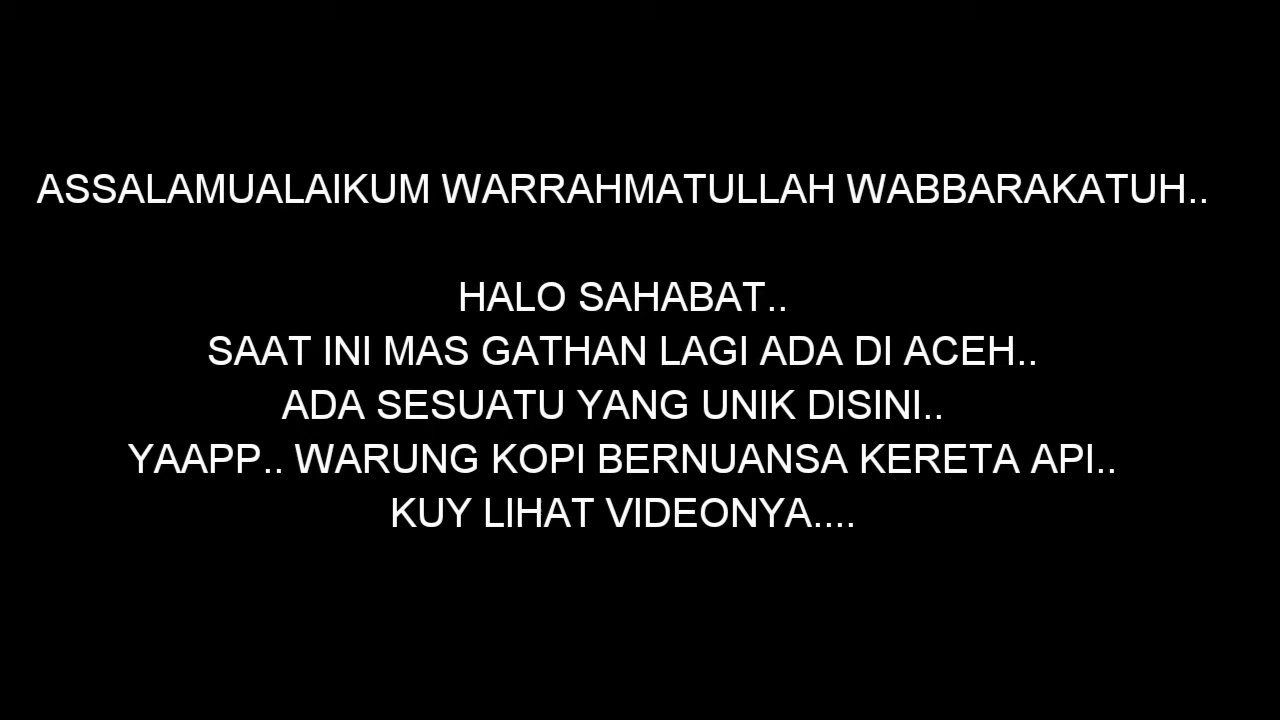 ASSALAMUALAIKUM WARRAHMATULLAH WABBARAKATUH..
HALO SAHABAT..
SAAT INI MAS GATHAN LAGI ADA DI ACEH..
ADA SESUATU YANG UNIK DISINI..
YAAPP.. WARUNG KOPI BERNUANSA KERETA API..
KUY LIHAT VIDEONYA....